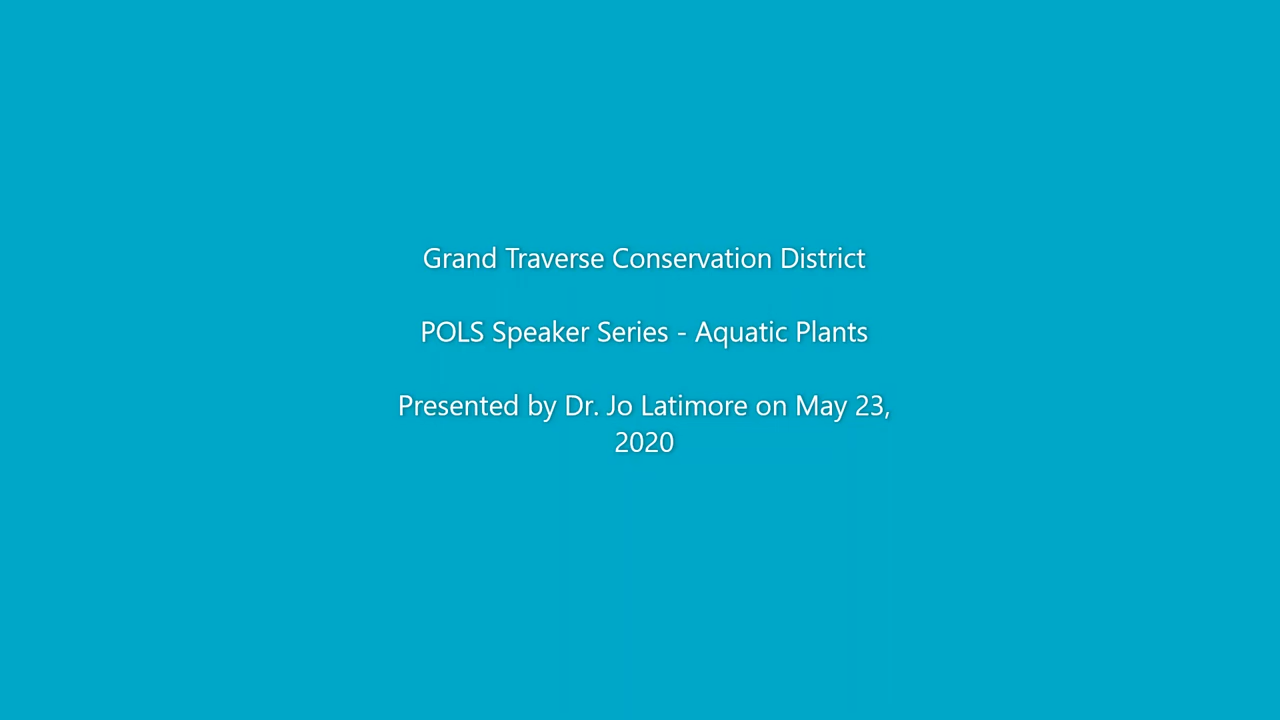 Grand Traverse Conservation District
POLS Speaker Series - Aquatic Plants
Presented by Dr. Jo Latimore on May 23,
2020